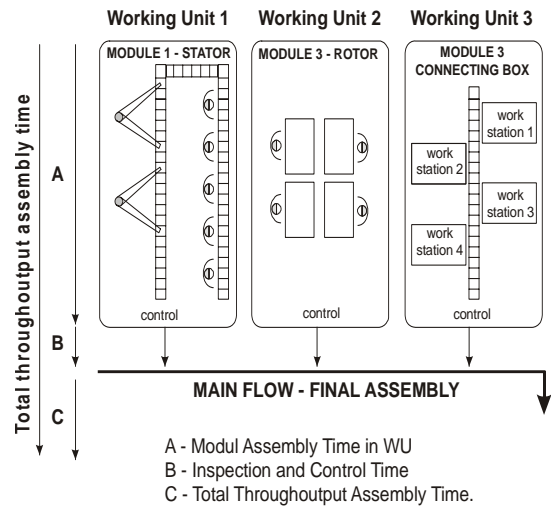 Working Unit 1
Working Unit 2
Working Unit 3
MODULE 1 - STATOR
MODULE 3 - ROTOR
MODULE 3
CONNECTING BOX
work
station 1
work
station 2
work
station 3
work
station 4
control
control
control
Total throughoutput assembly time
A
B
C
MAIN FLOW - FINAL ASSEMBLY
A - Modul Assembly Time in WU
B - Inspection and Control Time
C - Total Throughoutput Assembly Time.